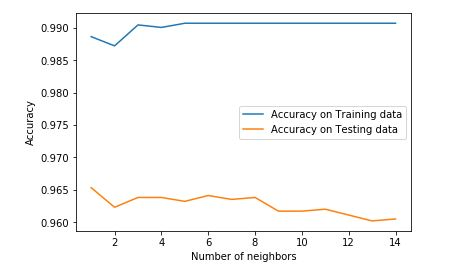 0.990
0.985
0.980
0.975
0.970
0.965
0.960
Accuracy
Accuracy on Training data
Accuracy on Testing data
2 4 6 8 10 12 14
Number of neighbors